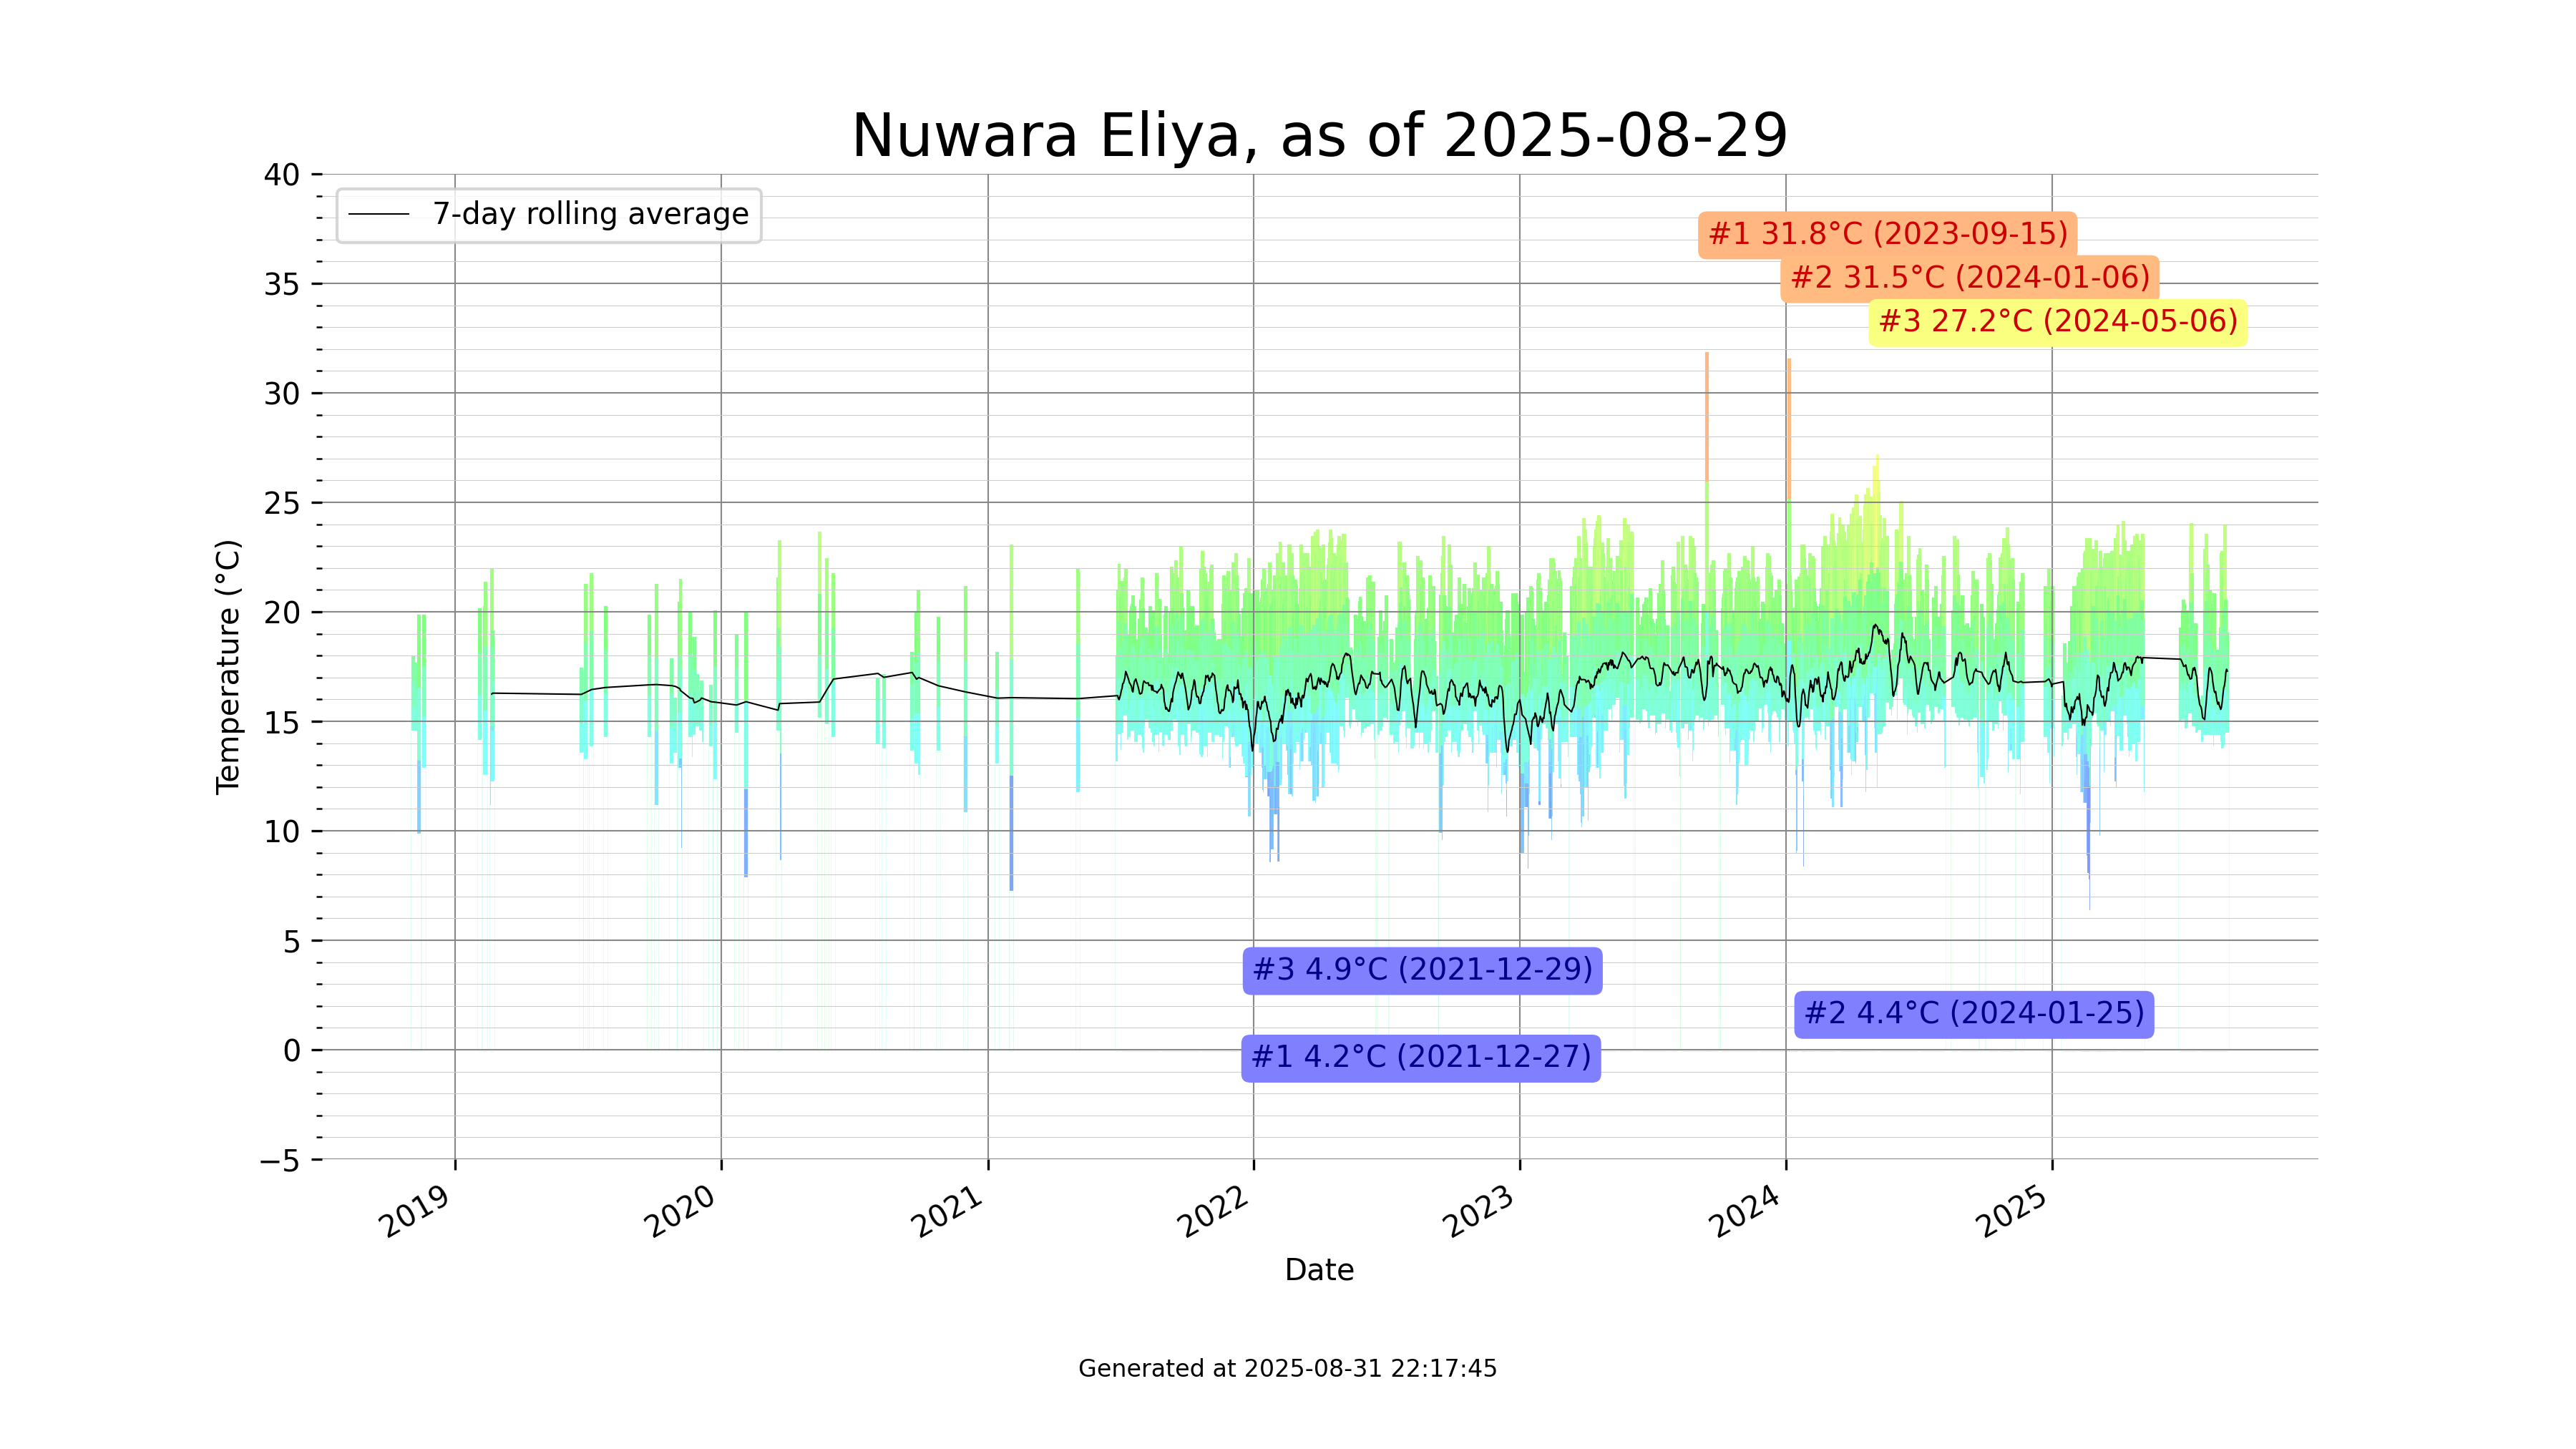 Nuwara Eliya, as of 2025-08-29
7-day rolling average
#1 31.8°C (2023-09-15)
#2 31.5°C (2024-01-06)
#3 27.2°C (2024-05-06)
#3 4.9°C (2021-12-29)
#2 4.4°C (2024-01-25)
#1 4.2°C (2021-12-27)
Temperature (°C)
40
35
30
25
20
15
10
5
0
−5
2019
2020
2021
2022
2023
2024
2025
Date
Generated at 2025-08-31 22:17:45